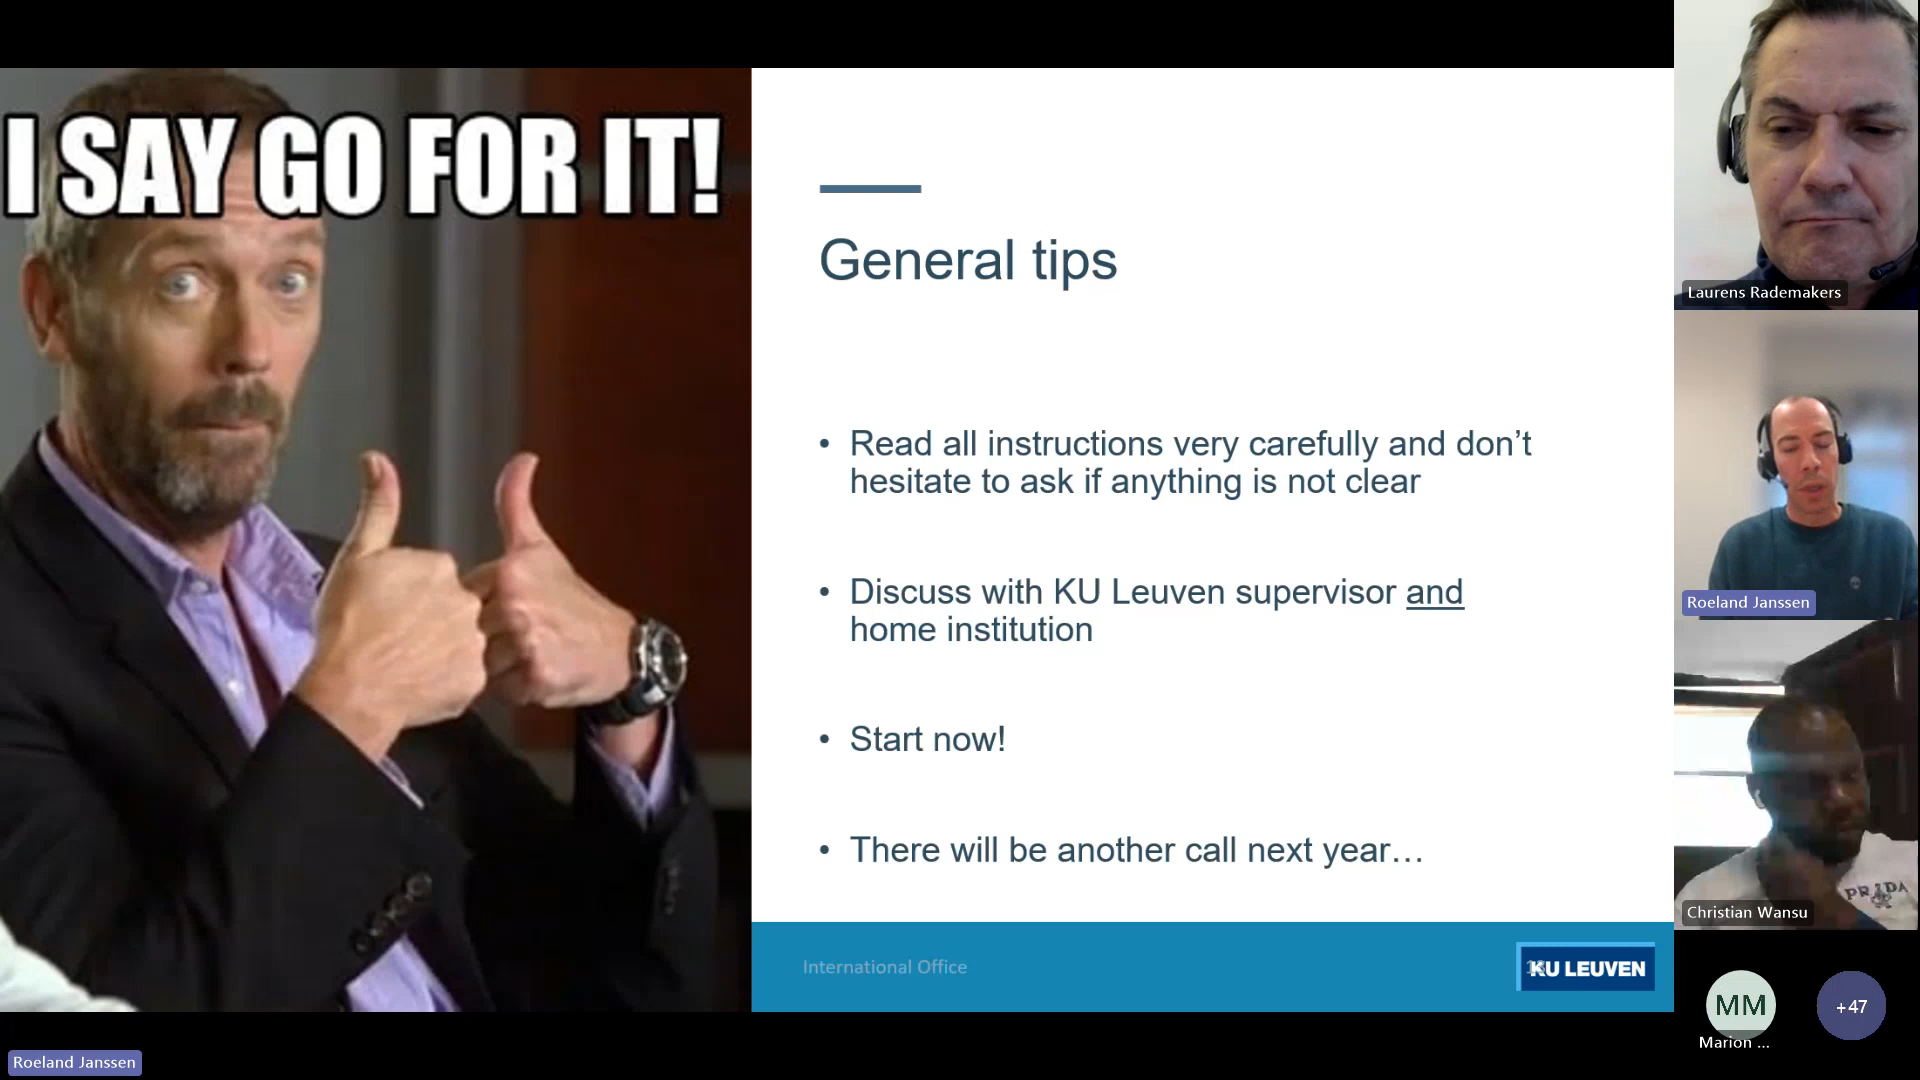 I SAY GO FOR IT!
General tips
• Read all instructions very carefully and don’t
hesitate to ask if anything is not clear
• Discuss with KU Leuven supervisor and
home institution
• Start now!
• There will be another call next year…
International Office
KU LEUVEN
Laurens Rademakers
Roeland Janssen
PRADA
Christian Wansu
MM
+47
Marion ...
Roeland Janssen